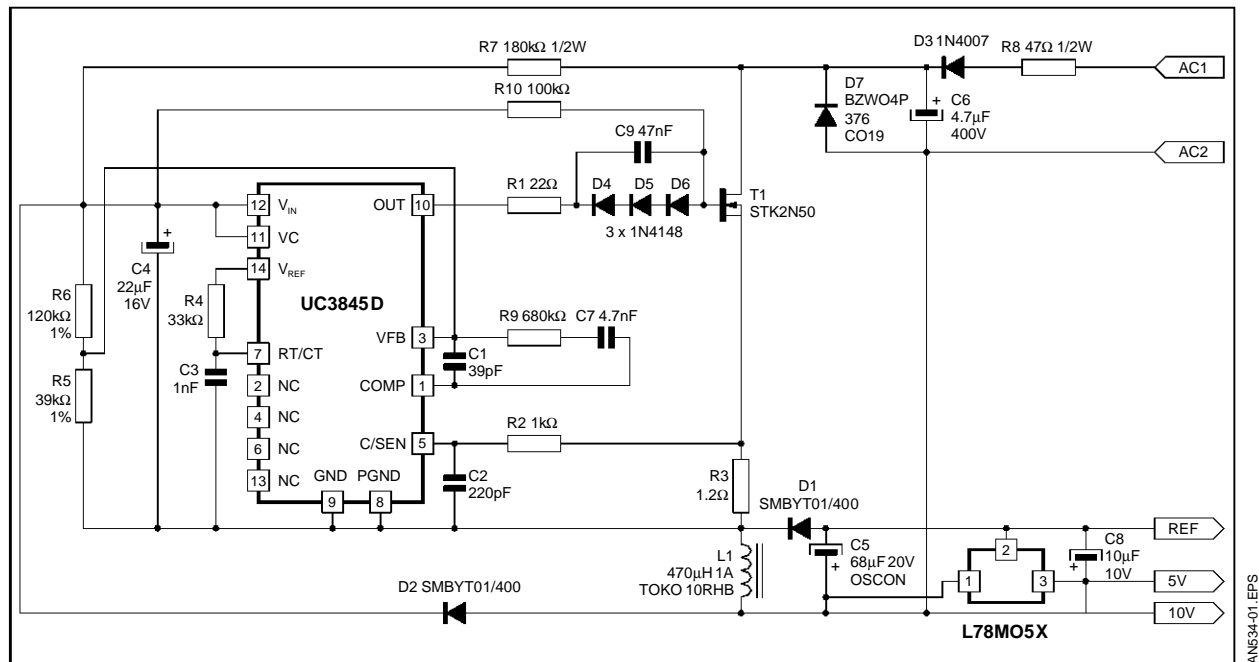 R7 180kΩ 1/2W
D3 1N4007
R8 47Ω 1/2W
AC1
R10 100kΩ
D7
BZWO4P
376
CO19
+
C6
4.7µF
400V
C9 47nF
AC2
R1 22Ω
D4
D5
D6
3 x 1N4148
T1
STK2N50
12
VIN
OUT
10
11
VC
14
VREF
+
C4
22µF
16V
R6
120kΩ
1%
R4
33kΩ
UC3845D
VFB
3
R9 680kΩ
C7 4.7nF
C1
39pF
7
RT/CT
COMP
1
C3
1nF
R5
39kΩ
1%
2
NC
4
NC
6
NC
13
NC
C/SEN
5
R2 1kΩ
C2
220pF
GND
PGND
9
8
R3
1.2Ω
D1
SMBYT01/400
REF
L1
470µH 1A
TOKO 10RHB
C5
68µF 20V
OSCON
+
2
1
3
C8
10µF
10V
+
5V
D2 SMBYT01/400
10V
L78MO5X
AN534-01.EPS